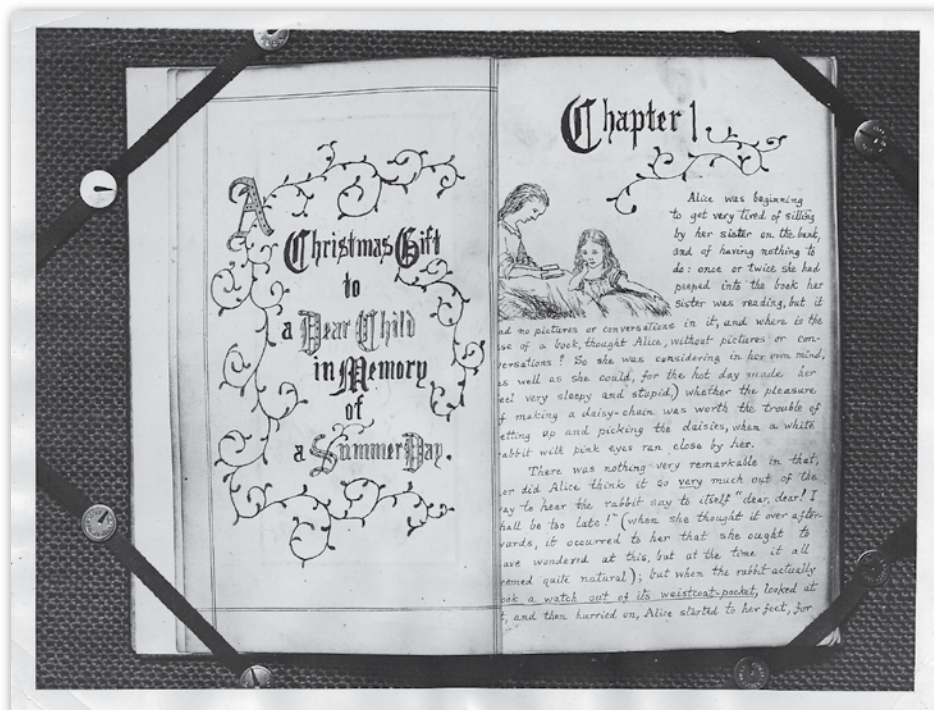 A
Christmas Gift
to
a Dear Child
in Memory
of
a Summer Day.
Chapter 1
Alice was beginning
to get very tired of sitting
by her sister on the bank,
and of having nothing to
do: once or twice she had
peeped into the book her
sister was reading, but it
ad no pictures or conversations in it, and where is the
se of a book, thought Alice, without pictures or con-
versations? So she was considering in her own mind,
as well as she could, for the hot day made her
eel very sleepy and stupid,) whether the pleasure
f making a daisy-chain was worth the trouble of
etting up and picking the daisies, when a white
abbit with pink eyes ran close by her.
There was nothing very remarkable in that,
or did Alice think it so very much out of the
ay to hear the rabbit say to itself "dear, dear! I
hall be too late!" (when she thought it over after-
wards, it occurred to her that she ought to
ave wondered at this, but at the time it all
eemed quite natural); but when the rabbit actually
ook a watch out of its waistcoat-pocket, looked at
t, and then hurried on, Alice started to her feet, for